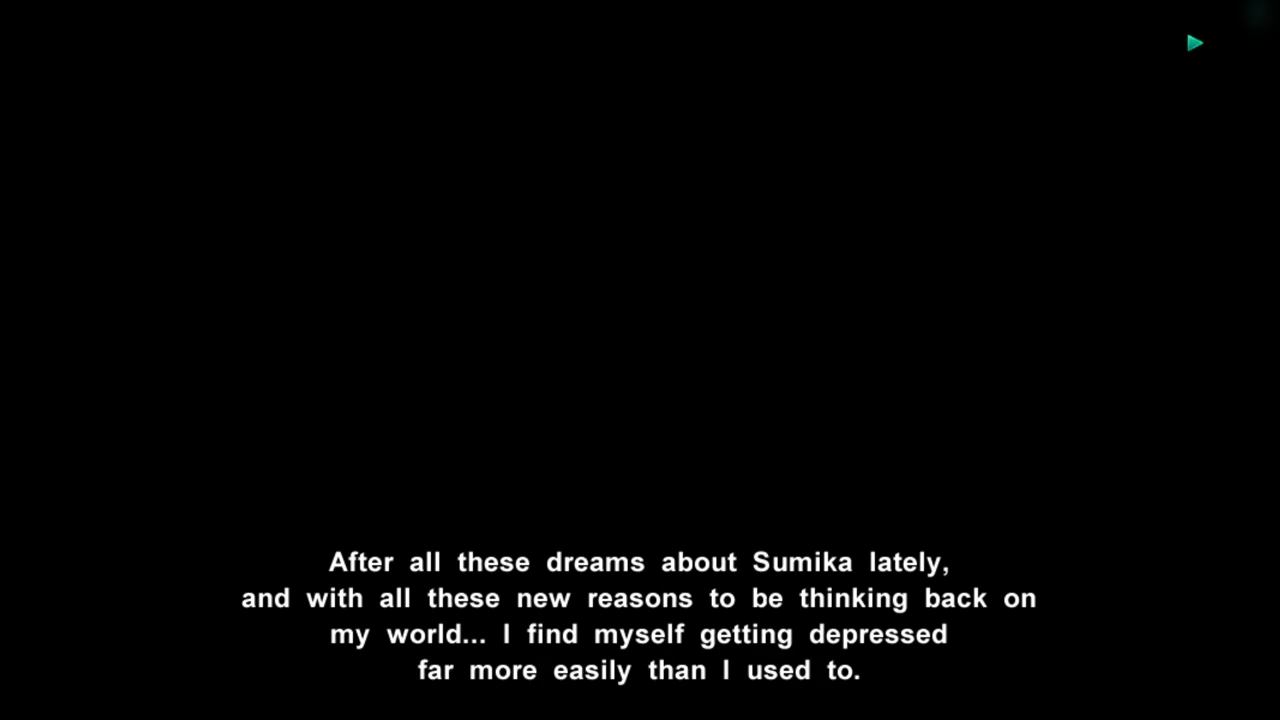 After all these dreams about Sumika lately,
and with all these new reasons to be thinking back on
my world... I find myself getting depressed
far more easily than I used to.